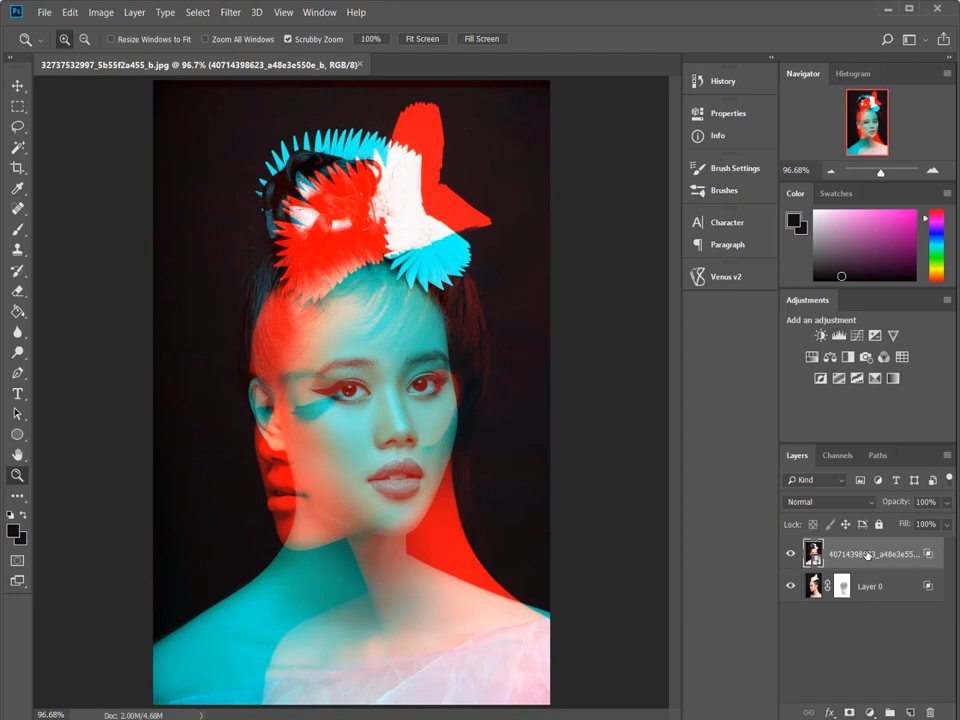 Ps File Edit Image Layer Type Select Filter 3D View Window Help
Resize Windows to Fit Zoom All Windows Scrubby Zoom 100% Fit Screen Fill Screen
32737532997_5b55f2a455_b.jpg @ 96.7% (40714398623_a48e3e550e_b, RGB/8)
History
Properties
Info
Brush Settings
Brushes
Character
Paragraph
Venus v2
Navigator Histogram
96.68%
Color Swatches
Adjustments
Add an adjustment
Layers Channels Paths
Kind
Normal Opacity: 100%
Lock: Fill: 100%
40714398623_a48e3e55...
Layer 0
96.68% Doc: 2.00M/4.68M